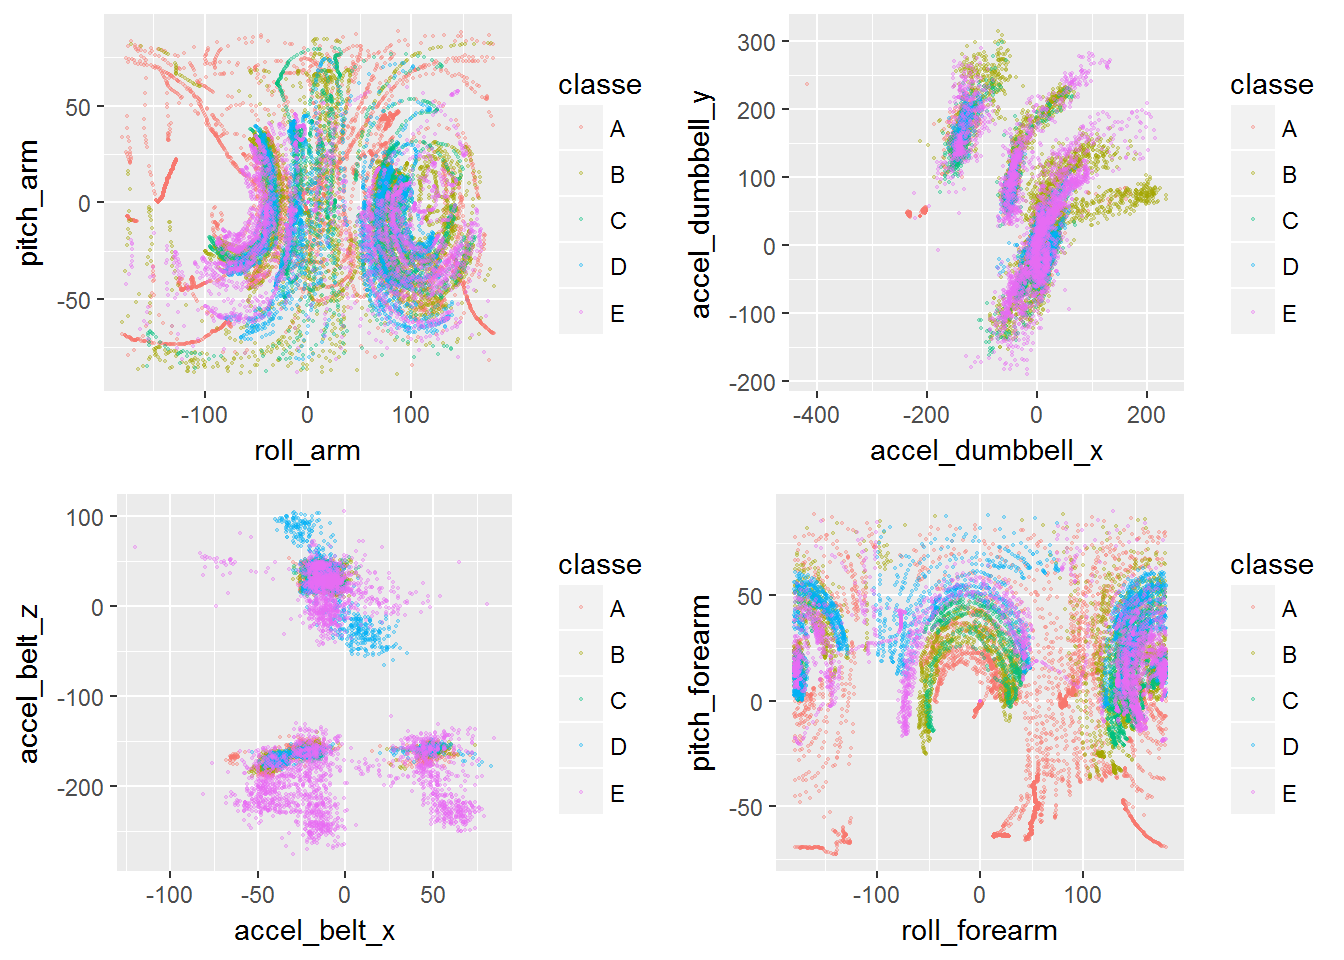 pitch_arm
50
0
-50
-100
0
100
roll_arm
classe
A
B
C
D
E
accel_dumbbell_y
300
200
100
0
-100
-200
-400
-200
0
200
accel_dumbbell_x
classe
A
B
C
D
E
accel_belt_z
100
0
-100
-200
-100
-50
0
50
accel_belt_x
classe
A
B
C
D
E
pitch_forearm
50
0
-50
-100
0
100
roll_forearm
classe
A
B
C
D
E